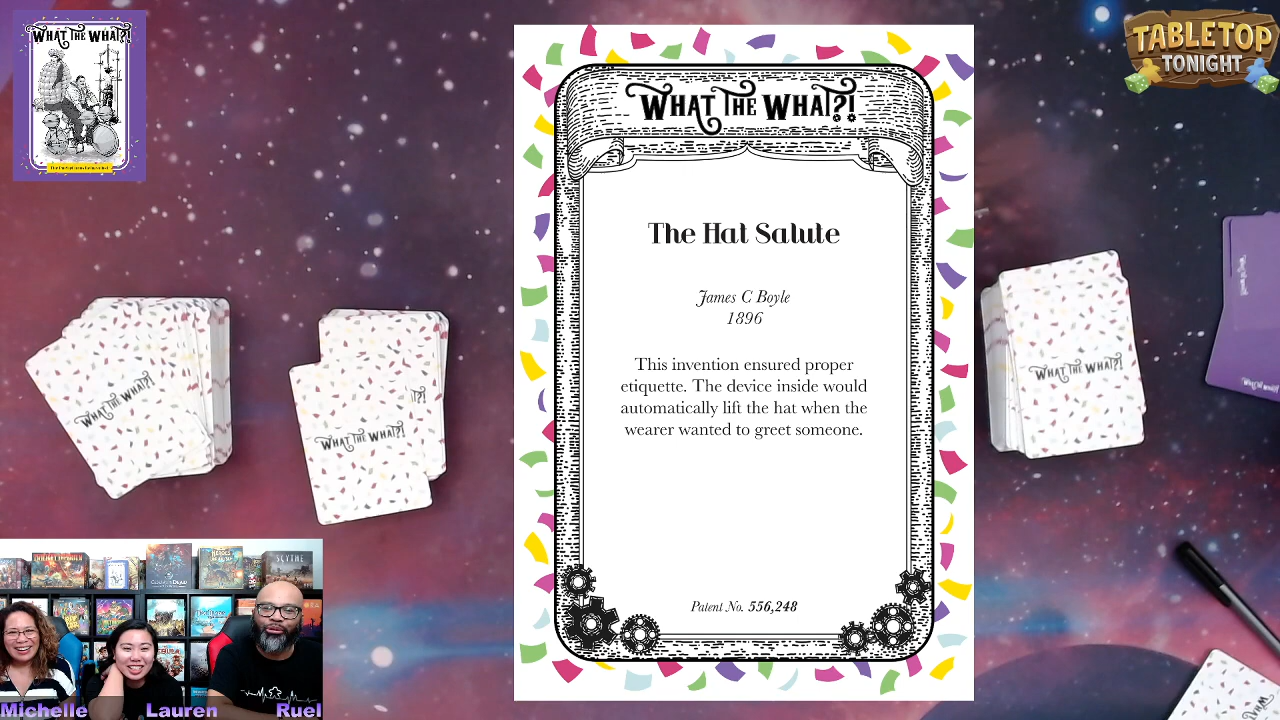 WHAT THE WHAT?!
TABLETOP
TONIGHT
WHAT THE WHAT?!
The Hat Salute
James C Boyle
1896
This invention ensured proper
etiquette. The device inside would
automatically lift the hat when the
wearer wanted to greet someone.
Patent No. 556,248
WHAT THE WHAT?!
WHAT THE WHAT?!
WHAT THE WHAT?!
SCYTHE
Michelle
Lauren
Ruel